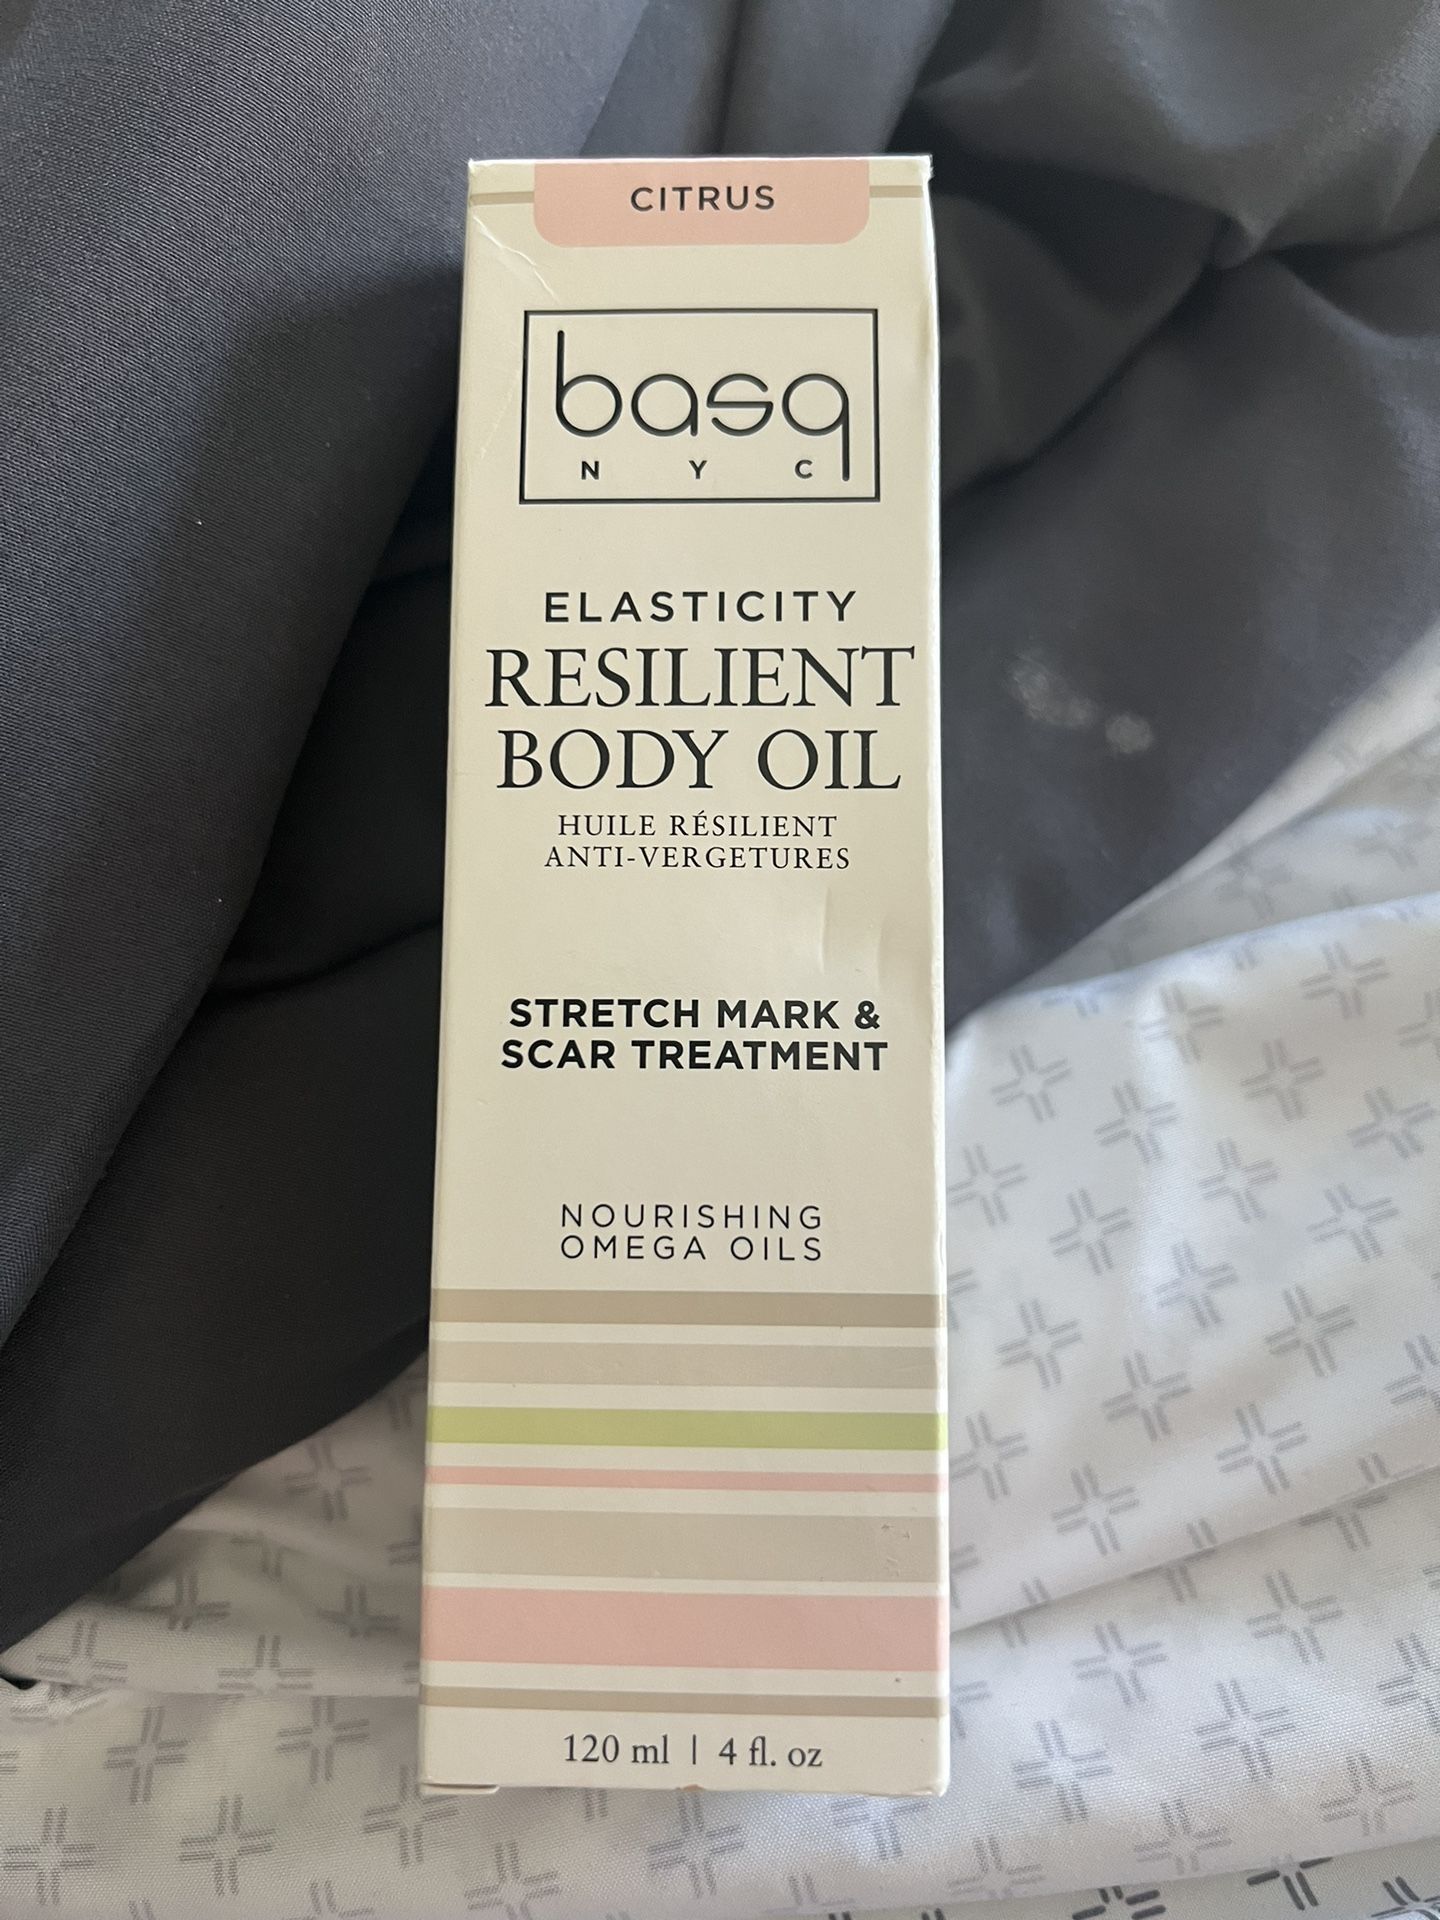 CITRUS
basq
NYC
ELASTICITY
RESILIENT
BODY OIL
HUILE RÉSILIENT
ANTI-VERGETURES
STRETCH MARK &
SCAR TREATMENT
NOURISHING
OMEGA OILS
120 ml | 4 fl. oz